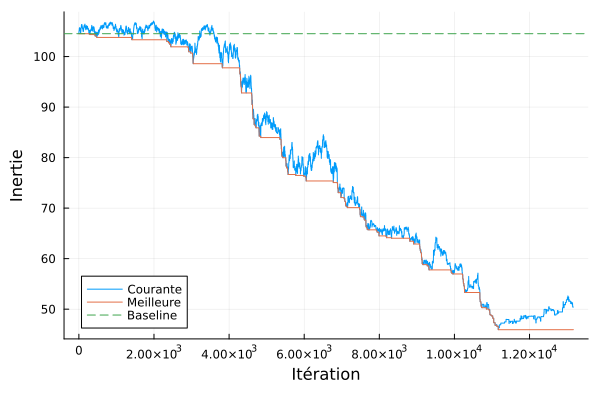 100
90
80
70
60
50
Inertie
Courante
Meilleure
Baseline
0 2.00×10³ 4.00×10³ 6.00×10³ 8.00×10³ 1.00×10⁴ 1.20×10⁴
Itération